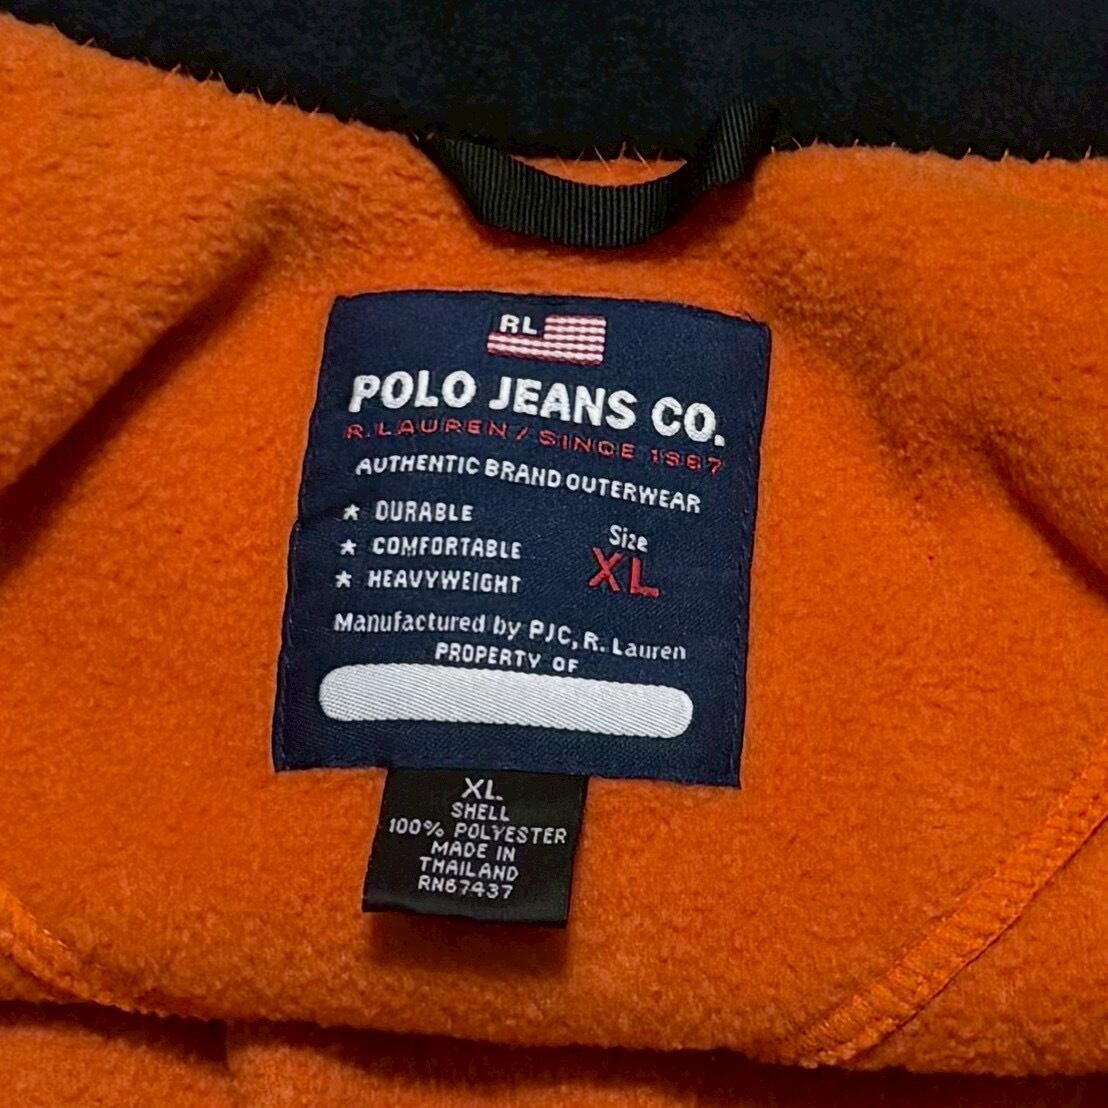 RL
POLO JEANS CO.
R. LAUREN / SINCE 1967
AUTHENTIC BRAND OUTERWEAR
★ DURABLE
★ COMFORTABLE
★ HEAVYWEIGHT
Size
XL
Manufactured by PJC, R. Lauren
PROPERTY OF
XL
SHELL
100% POLYESTER
MADE IN
THAILAND
RN67437